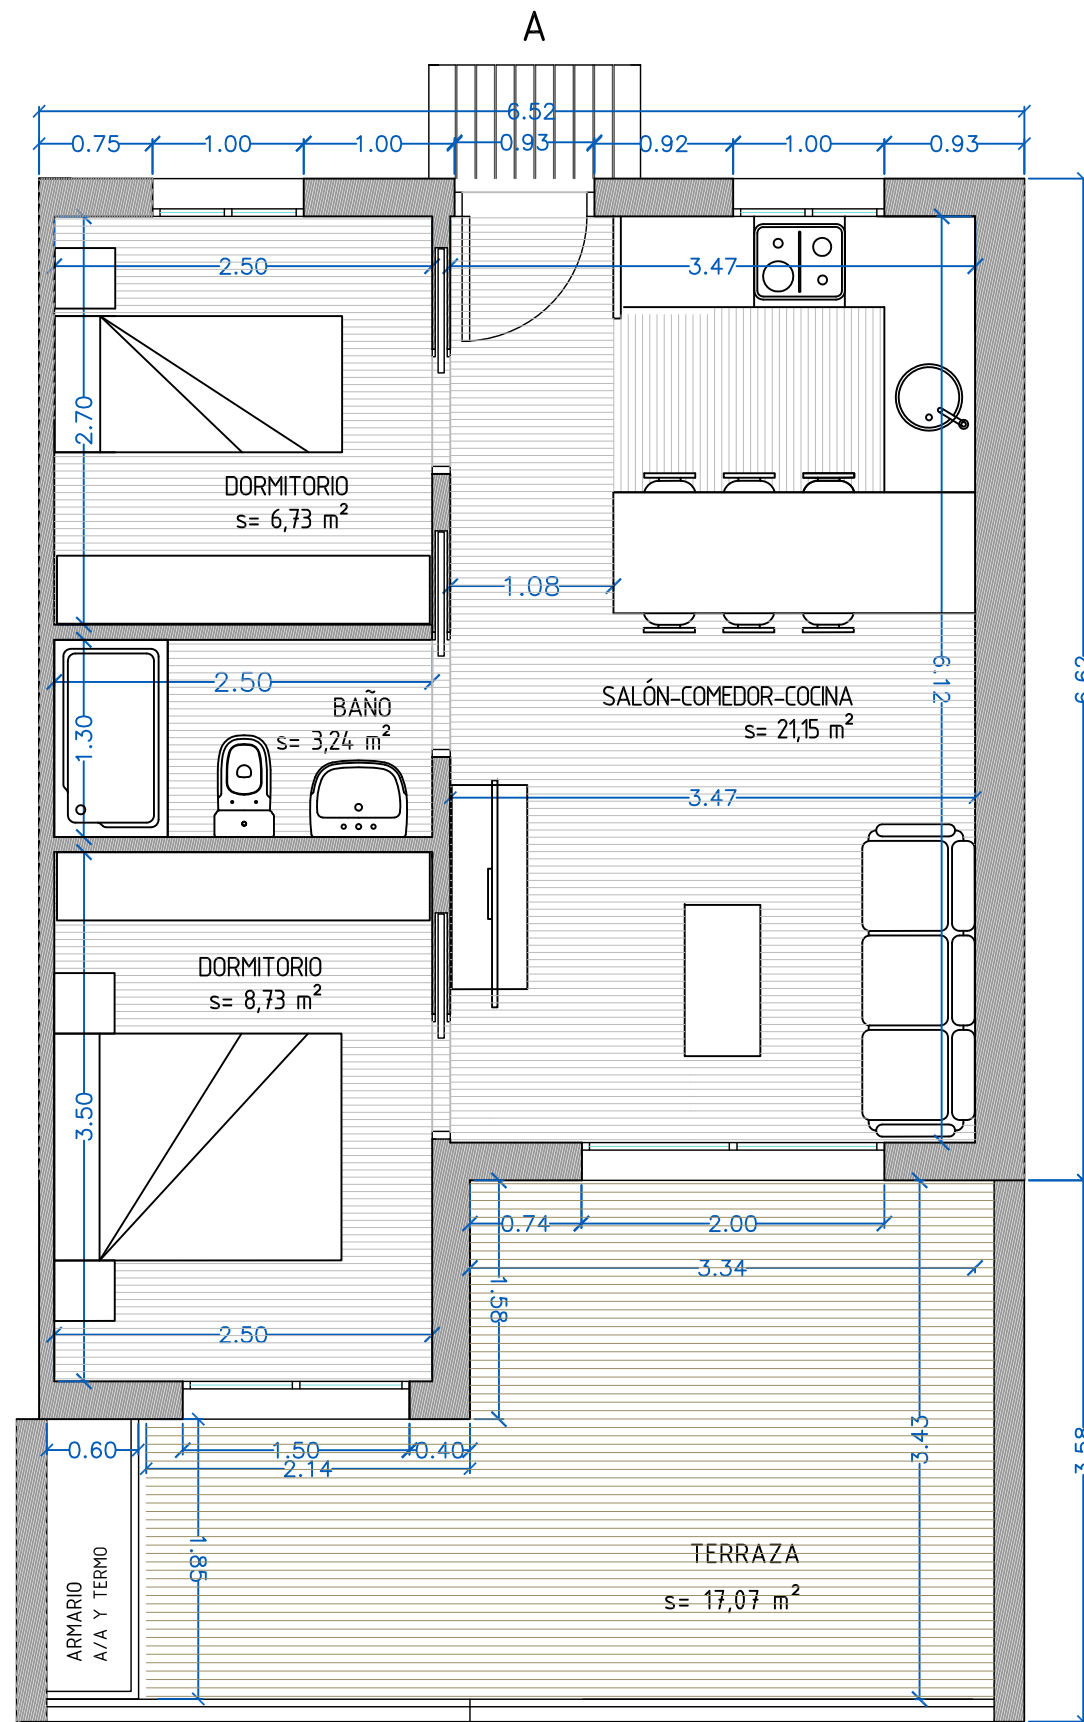 A
6.52
0.75
1.00
1.00
0.93
0.92
1.00
0.93
2.50
3.47
2.70
DORMITORIO
s= 6,73 m²
1.08
6.12
6.62
2.50
BAÑO
s= 3,24 m²
1.30
SALÓN-COMEDOR-COCINA
s= 21,15 m²
3.47
DORMITORIO
s= 8,73 m²
3.50
0.74
2.00
3.34
1.58
2.50
0.60
1.50
0.40
2.14
3.43
3.58
1.85
TERRAZA
s= 17,07 m²
ARMARIO
A/A Y TERMO